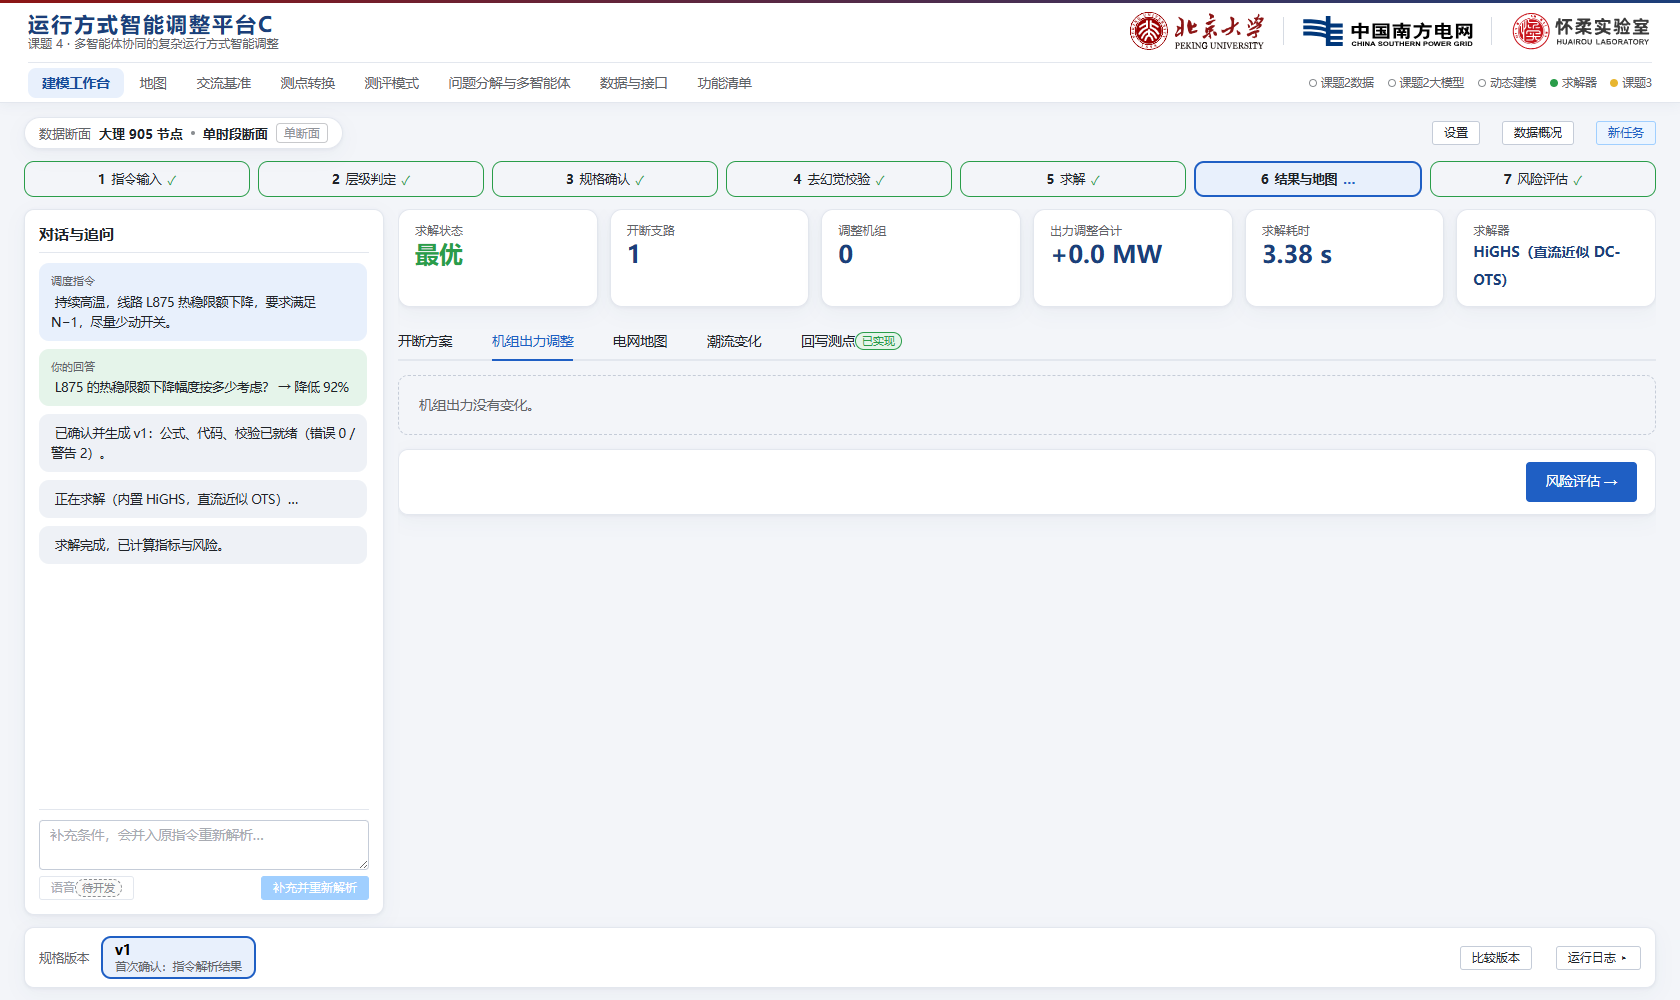 运行方式智能调整平台C
课题 4 · 多智能体协同的复杂运行方式智能调整
北京大学
PEKING UNIVERSITY
中国南方电网
CHINA SOUTHERN POWER GRID
怀柔实验室
HUAIROU LABORATORY
建模工作台 地图 交流基准 测点转换 测评模式 问题分解与多智能体 数据与接口 功能清单
课题2数据 课题2大模型 动态建模 求解器 课题3
数据断面 大理 905 节点 • 单时段断面 单断面
设置 数据概况 新任务
1 指令输入 ✓
2 层级判定 ✓
3 规格确认 ✓
4 去幻觉校验 ✓
5 求解 ✓
6 结果与地图 ...
7 风险评估 ✓
对话与追问
调度指令
持续高温，线路 L875 热稳限额下降，要求满足
N−1，尽量少动开关。
你的回答
L875 的热稳限额下降幅度按多少考虑？ → 降低 92%
已确认并生成 v1：公式、代码、校验已就绪（错误 0 /
警告 2）。
正在求解（内置 HiGHS，直流近似 OTS）...
求解完成，已计算指标与风险。
补充条件，会并入原指令重新解析...
语音 待开发
补充并重新解析
求解状态
最优
开断支路
1
调整机组
0
出力调整合计
+0.0 MW
求解耗时
3.38 s
求解器
HiGHS（直流近似 DC-
OTS）
开断方案 机组出力调整 电网地图 潮流变化 回写测点 已实现
机组出力没有变化。
风险评估 →
规格版本
v1
首次确认：指令解析结果
比较版本
运行日志 ▸